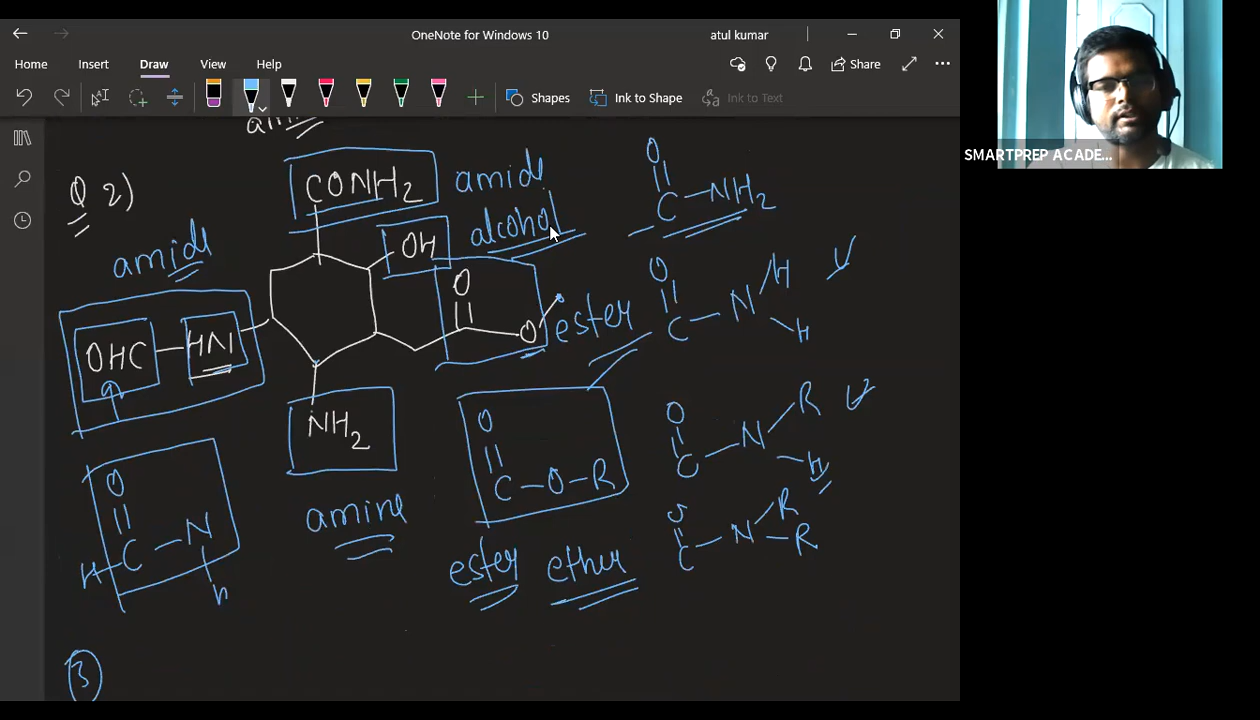 OneNote for Windows 10
atul kumar
Home Insert Draw View Help
Share
Shapes
Ink to Shape
Ink to Text
SMARTPREP ACADE...
Q 2)
CONH2
amide
alcohol
OH
amide
OHC HN
O
O
ester
NH2
amine
O
H C N
h
O
C O R
ester ether
O
C NH2
O
C N H
H
O
C N R
H
O
C N R
R
3